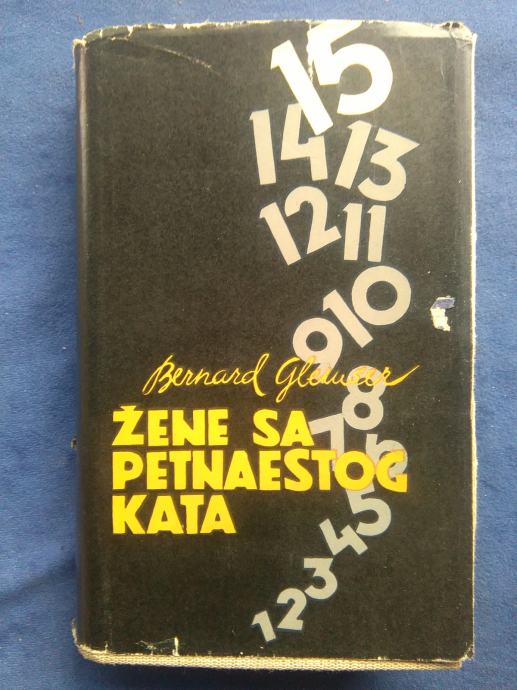 15
14 13
12 11
9 10
Bernard Glemser
8
ŽENE SA
7 6
PETNAESTOG
KATA
5
4
3
2
1